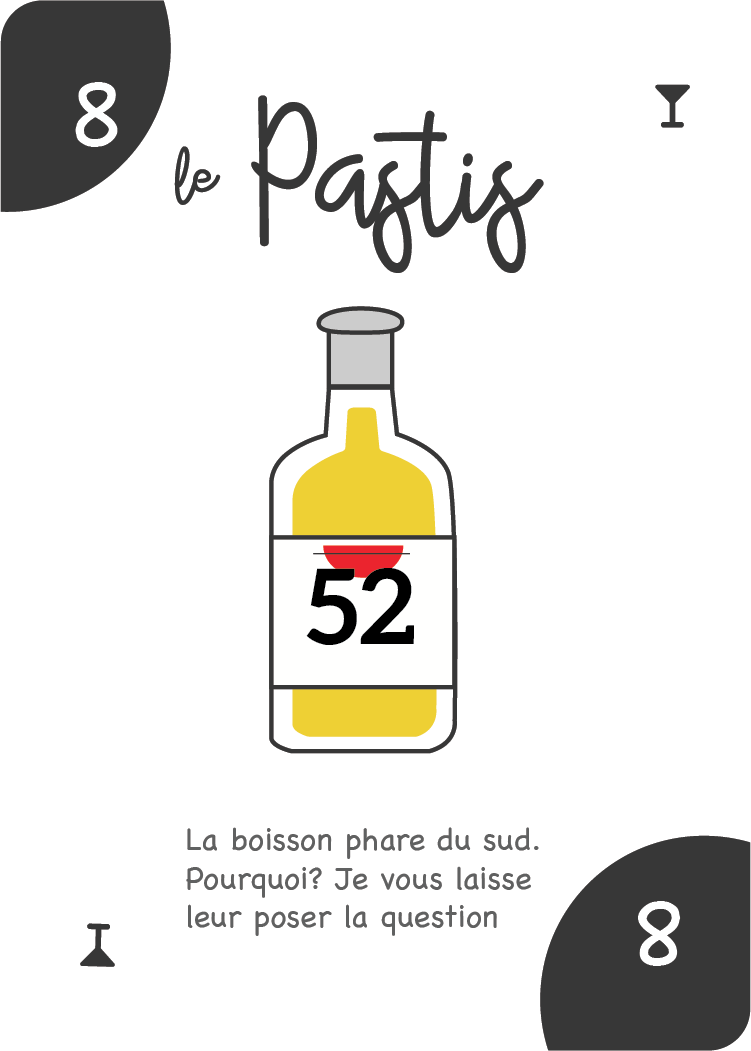 8
le Pastis
52
La boisson phare du sud.
Pourquoi? Je vous laisse
leur poser la question
8